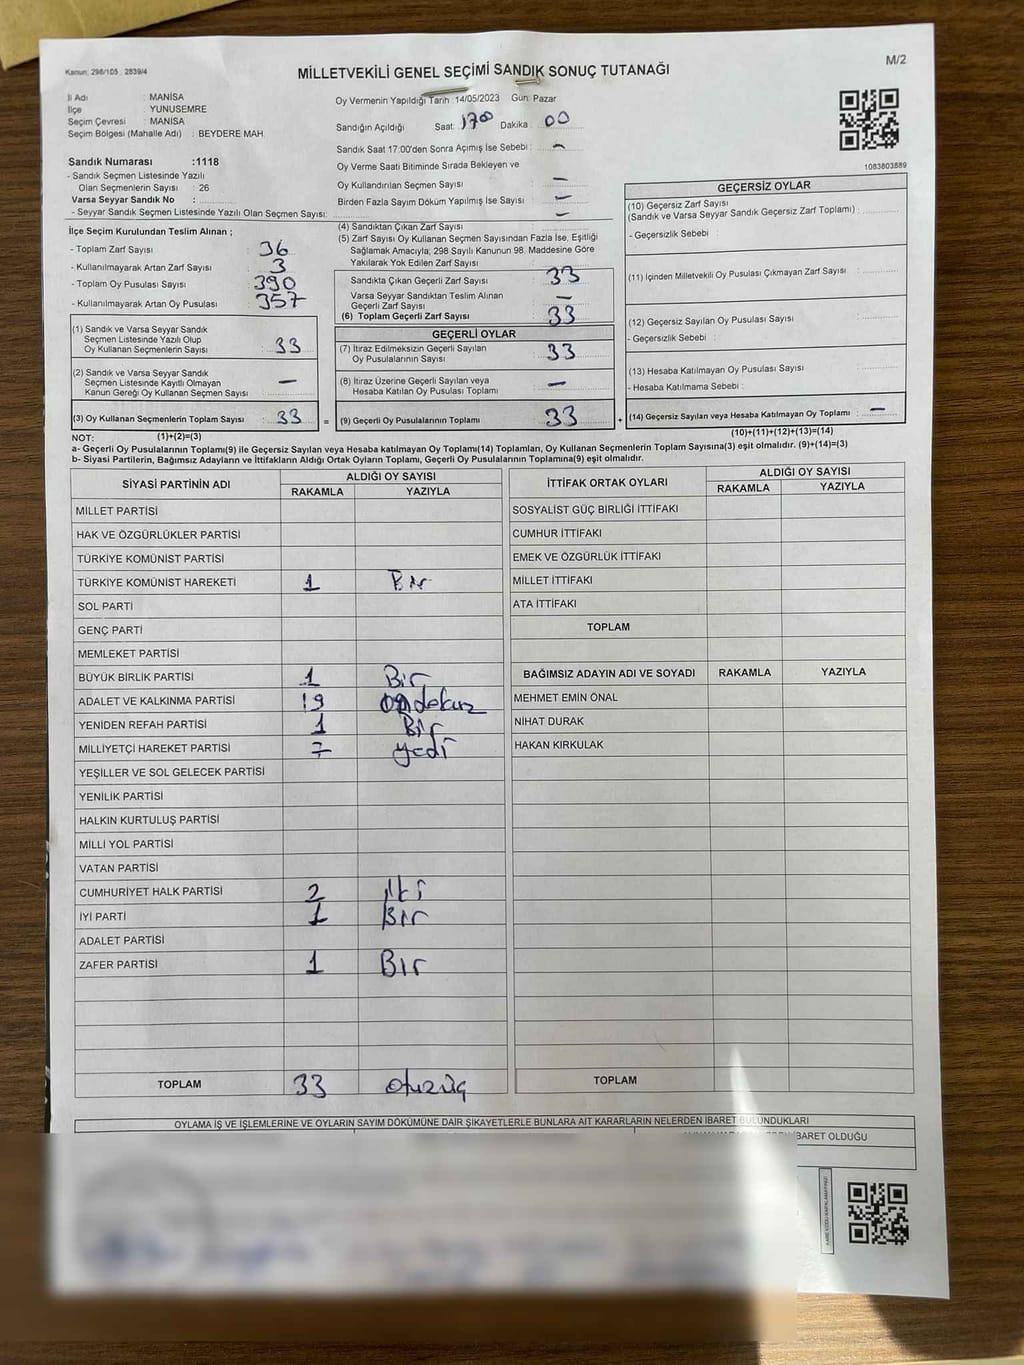 Kanun: 298/105 , 2839/4
M/2
MİLLETVEKİLİ GENEL SEÇİMİ SANDIK SONUÇ TUTANAĞI
İl Adı : MANİSA
İlçe : YUNUSEMRE
Seçim Çevresi : MANİSA
Seçim Bölgesi (Mahalle Adı) : BEYDERE MAH.
Oy Vermenin Yapıldığı Tarih :14/05/2023 Gün: Pazar
Sandığın Açıldığı Saat: 17:00 Dakika : 00
Sandık Saat 17:00'den Sonra Açımış İse Sebebi : -
Oy Verme Saati Bitiminde Sırada Bekleyen ve
Oy Kullandırılan Seçmen Sayısı : -
Birden Fazla Sayım Döküm Yapılmış İse Sayısı : -
1083803889
Sandık Numarası :1118
- Sandık Seçmen Listesinde Yazılı
Olan Seçmenlerin Sayısı : 26
Varsa Seyyar Sandık No :
- Seyyar Sandık Seçmen Listesinde Yazılı Olan Seçmen Sayısı: -
İlçe Seçim Kurulundan Teslim Alınan ;
- Toplam Zarf Sayısı : 36
- Kullanılmayarak Artan Zarf Sayısı : 3
- Toplam Oy Pusulası Sayısı : 390
- Kullanılmayarak Artan Oy Pusulası : 357
(1) Sandık ve Varsa Seyyar Sandık
Seçmen Listesinde Yazılı Olup
Oy Kullanan Seçmenlerin Sayısı : 33
(2) Sandık ve Varsa Seyyar Sandık
Seçmen Listesinde Kayıtlı Olmayan
Kanun Gereği Oy Kullanan Seçmen Sayısı : -
(3) Oy Kullanan Seçmenlerin Toplam Sayısı : 33 =
(4) Sandıktan Çıkan Zarf Sayısı :
(5) Zarf Sayısı Oy Kullanan Seçmen Sayısından Fazla İse, Eşitliği
Sağlamak Amacıyla; 298 Sayılı Kanunun 98. Maddesine Göre
Yakılarak Yok Edilen Zarf Sayısı :
Sandıkta Çıkan Geçerli Zarf Sayısı : 33
Varsa Seyyar Sandıktan Teslim Alınan
Geçerli Zarf Sayısı : -
(6) Toplam Geçerli Zarf Sayısı : 33
GEÇERLİ OYLAR
(7) İtiraz Edilmeksizin Geçerli Sayılan
Oy Pusulalarının Sayısı : 33
(8) İtiraz Üzerine Geçerli Sayılan veya
Hesaba Katılan Oy Pusulası Toplamı : -
(9) Geçerli Oy Pusulalarının Toplamı : 33 +
GEÇERSİZ OYLAR
(10) Geçersiz Zarf Sayısı
(Sandık ve Varsa Seyyar Sandık Geçersiz Zarf Toplamı) :
- Geçersizlik Sebebi :
(11) İçinden Milletvekili Oy Pusulası Çıkmayan Zarf Sayısı :
(12) Geçersiz Sayılan Oy Pusulası Sayısı :
- Geçersizlik Sebebi :
(13) Hesaba Katılmayan Oy Pusulası Sayısı :
- Hesaba Katılmama Sebebi :
(14) Geçersiz Sayılan veya Hesaba Katılmayan Oy Toplamı : -
NOT: (1)+(2)=(3)
(10)+(11)+(12)+(13)=(14)
a- Geçerli Oy Pusulalarının Toplamı(9) ile Geçersiz Sayılan veya Hesaba katılmayan Oy Toplamı(14) Toplamları, Oy Kullanan Seçmenlerin Toplam Sayısına(3) eşit olmalıdır. (9)+(14)=(3)
b- Siyasi Partilerin, Bağımsız Adayların ve İttifakların Aldığı Ortak Oyların Toplamı, Geçerli Oy Pusulalarının Toplamına(9) eşit olmalıdır.
SİYASİ PARTİNİN ADI ALDIĞI OY SAYISI
RAKAMLA YAZIYLA
MİLLET PARTİSİ
HAK VE ÖZGÜRLÜKLER PARTİSİ
TÜRKİYE KOMÜNİST PARTİSİ
TÜRKİYE KOMÜNİST HAREKETİ 1 Bir
SOL PARTİ
GENÇ PARTİ
MEMLEKET PARTİSİ
BÜYÜK BİRLİK PARTİSİ 1 Bir
ADALET VE KALKINMA PARTİSİ 19 ondokuz
YENİDEN REFAH PARTİSİ 1 Bir
MİLLİYETÇİ HAREKET PARTİSİ 7 yedi
YEŞİLLER VE SOL GELECEK PARTİSİ
YENİLİK PARTİSİ
HALKIN KURTULUŞ PARTİSİ
MİLLİ YOL PARTİSİ
VATAN PARTİSİ
CUMHURİYET HALK PARTİSİ 2 iki
İYİ PARTİ 1 Bir
ADALET PARTİSİ
ZAFER PARTİSİ 1 Bir
TOPLAM 33 otuzüç
İTTİFAK ORTAK OYLARI ALDIĞI OY SAYISI
RAKAMLA YAZIYLA
SOSYALİST GÜÇ BİRLİĞİ İTTİFAKI
CUMHUR İTTİFAKI
EMEK VE ÖZGÜRLÜK İTTİFAKI
MİLLET İTTİFAKI
ATA İTTİFAKI
TOPLAM
BAĞIMSIZ ADAYIN ADI VE SOYADI RAKAMLA YAZIYLA
MEHMET EMİN ÖNAL
NİHAT DURAK
HAKAN KIRKULAK
TOPLAM
OYLAMA İŞ VE İŞLEMLERİNE VE OYLARIN SAYIM DÖKÜMÜNE DAİR ŞİKAYETLERLE BUNLARA AİT KARARLARIN NELERDEN İBARET BULUNDUKLARI
İBARET OLDUĞU